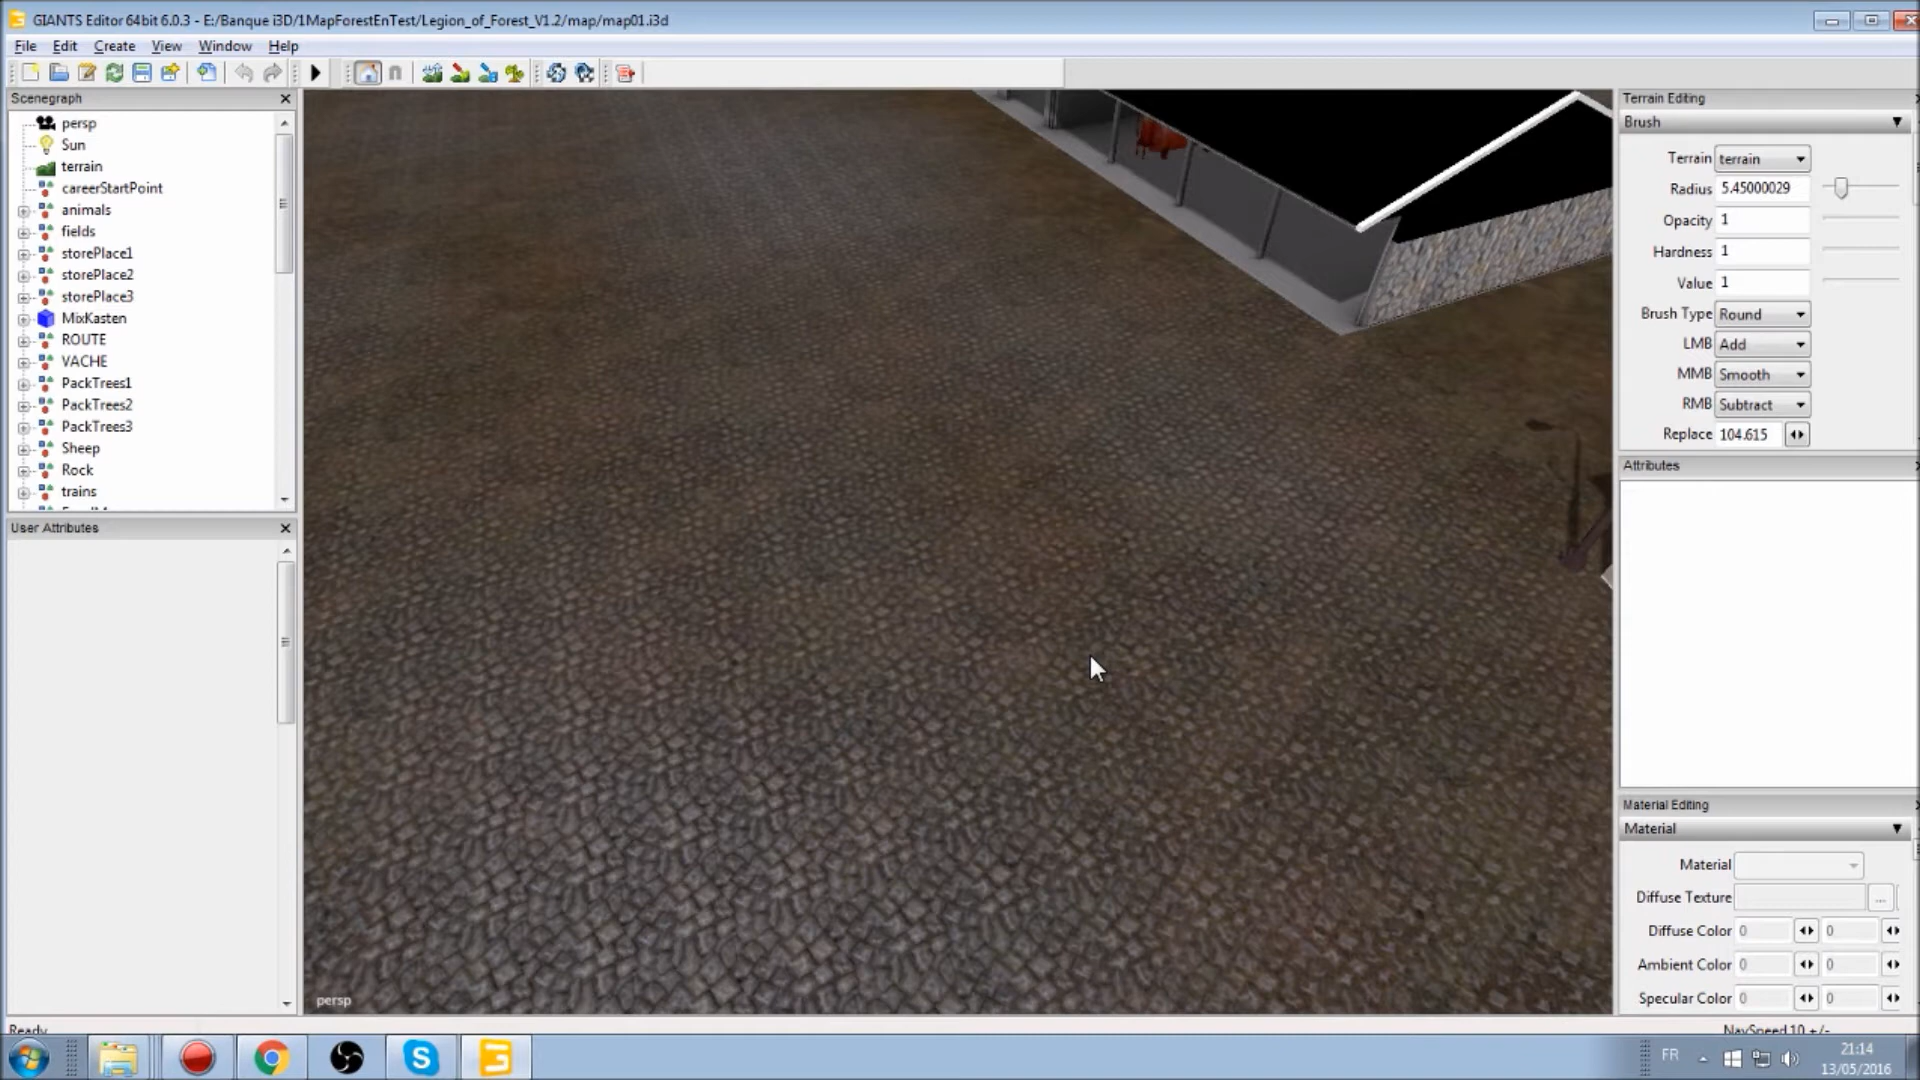 GIANTS Editor 64bit 6.0.3 - E:/Banque i3D/1MapForestEnTest/Legion_of_Forest_V1.2/map/map01.i3d
File Edit Create View Window Help
Scenegraph
persp
Sun
terrain
careerStartPoint
animals
fields
storePlace1
storePlace2
storePlace3
MixKasten
ROUTE
VACHE
PackTrees1
PackTrees2
PackTrees3
Sheep
Rock
trains
User Attributes
persp
Terrain Editing
Brush
Terrain terrain
Radius 5.45000029
Opacity 1
Hardness 1
Value 1
Brush Type Round
LMB Add
MMB Smooth
RMB Subtract
Replace 104.615
Attributes
Material Editing
Material
Material
Diffuse Texture ...
Diffuse Color 0 0
Ambient Color 0 0
Specular Color 0 0
Ready
NavSpeed 10 +/-
FR
21:14
13/05/2016